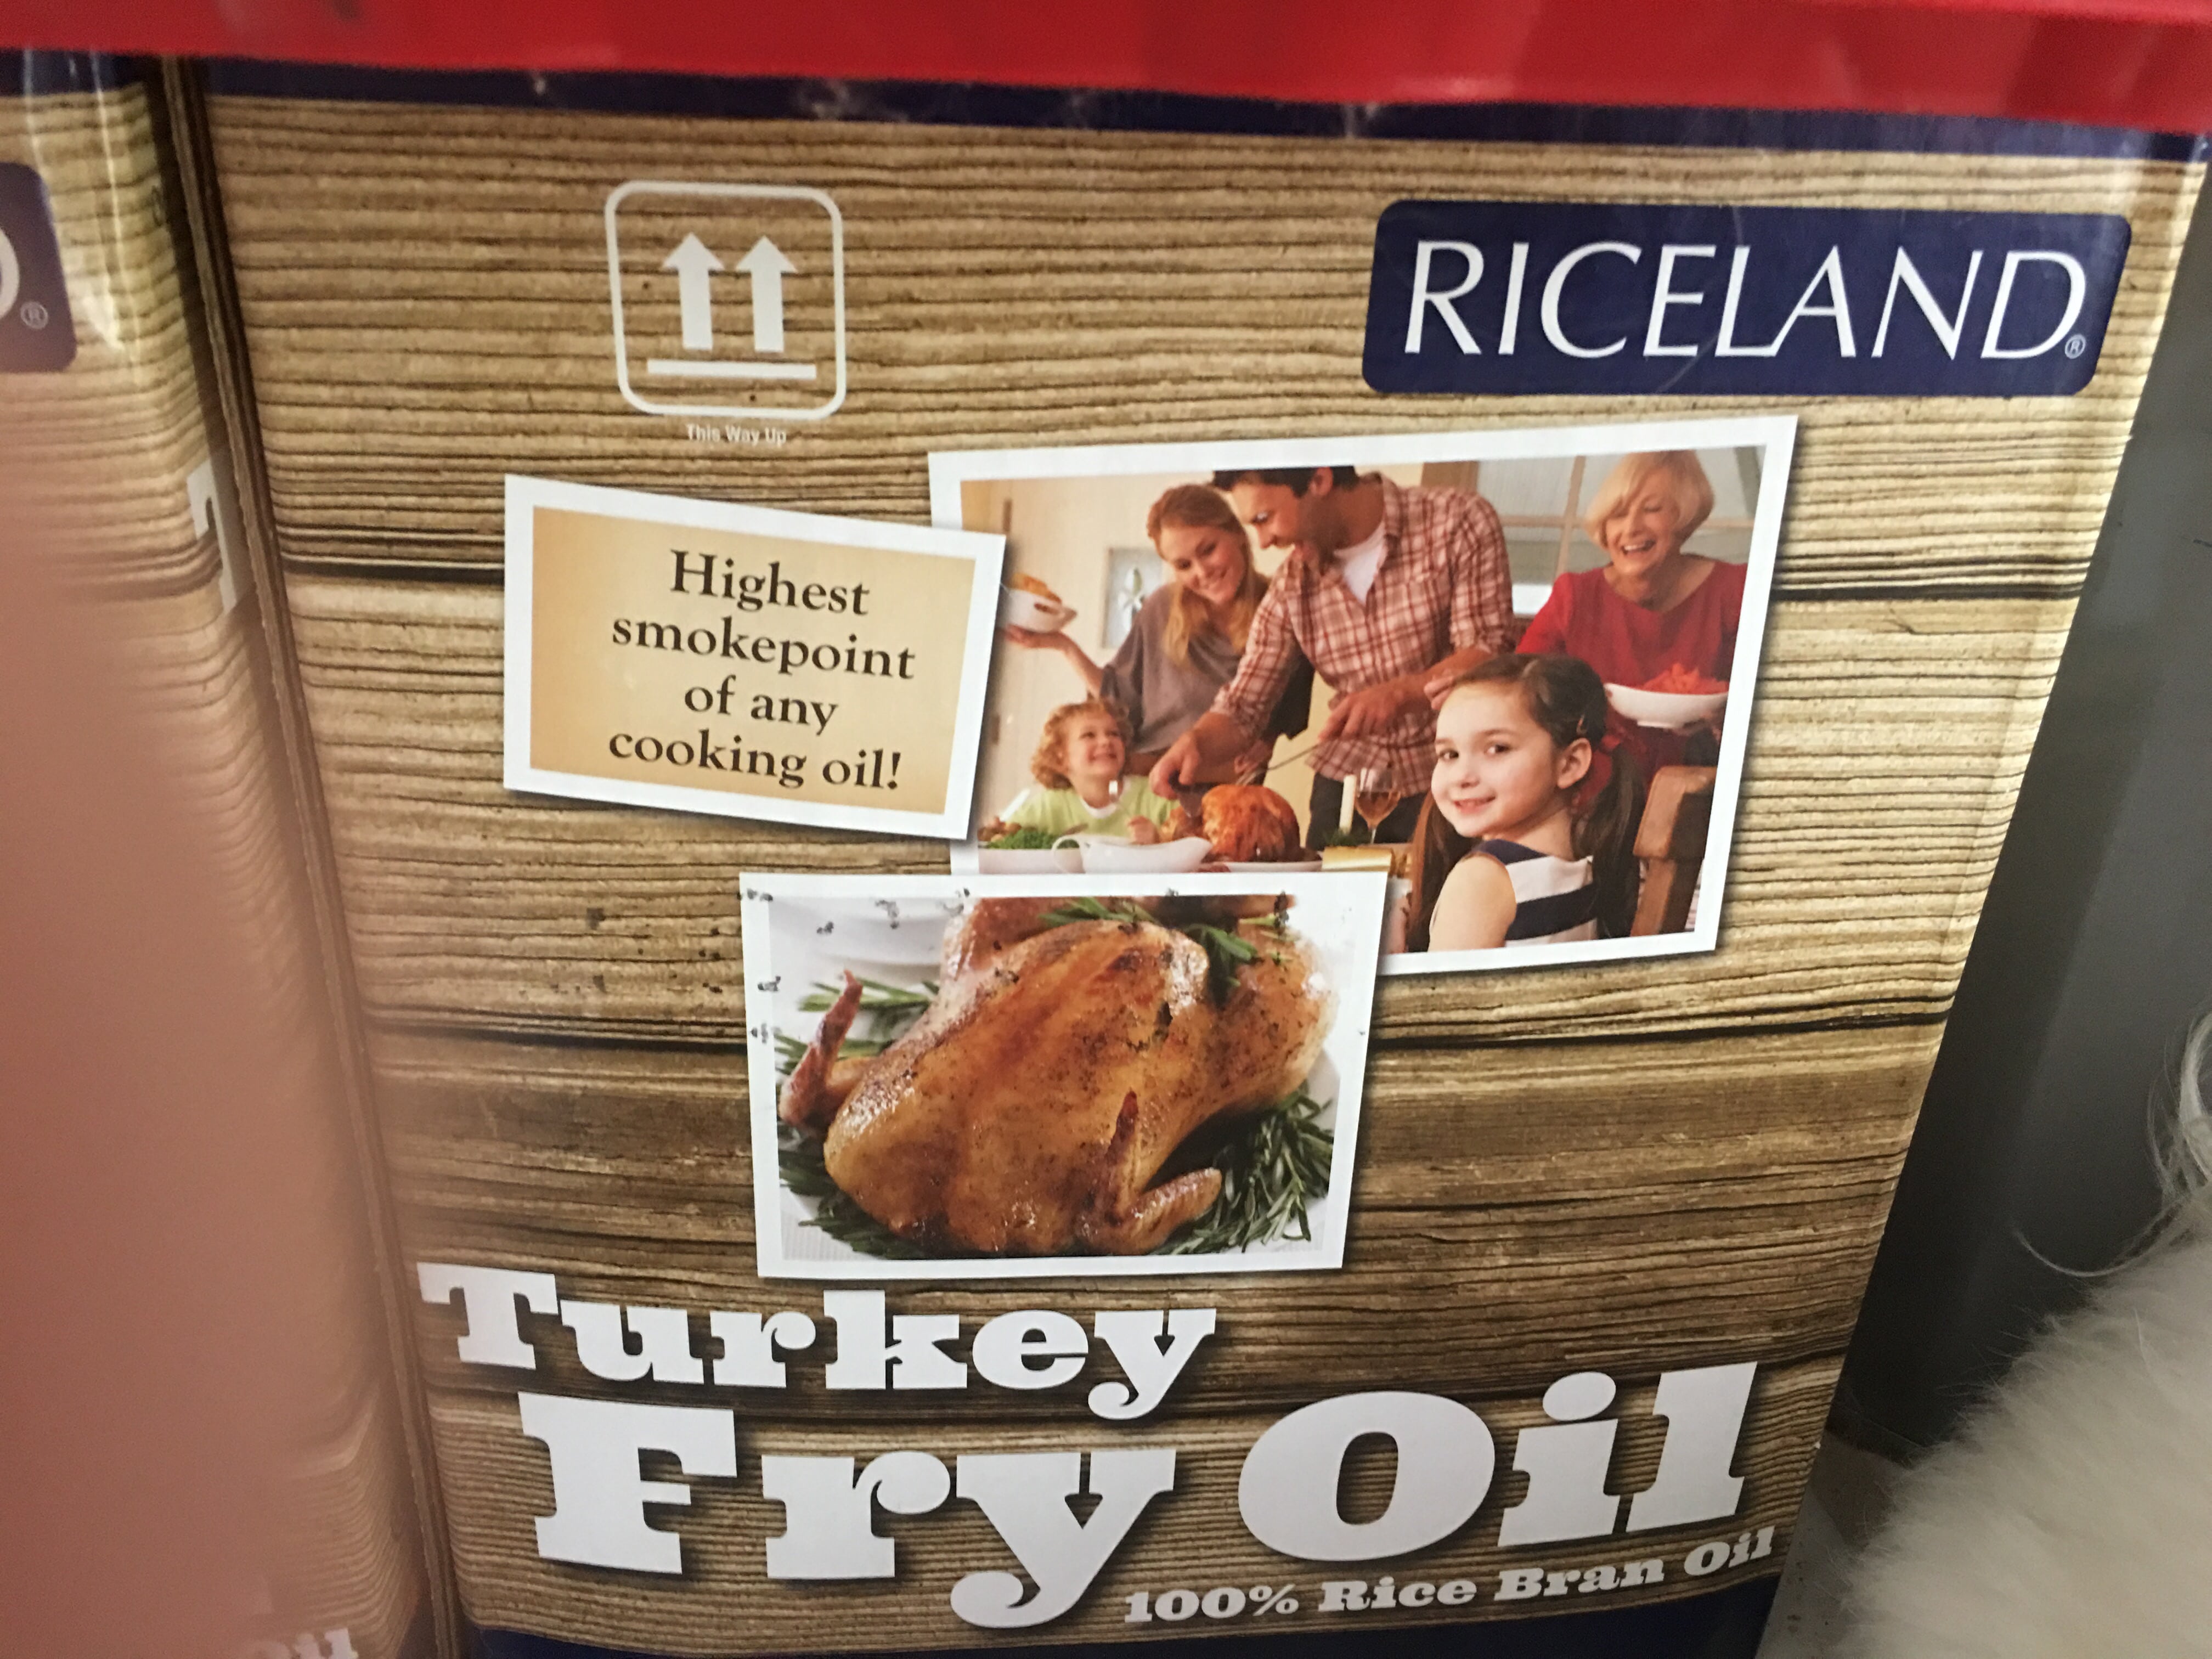 RICELAND®
This Way Up
Highest
smokepoint
of any
cooking oil!
Turkey
Fry Oil
100% Rice Bran Oil
®